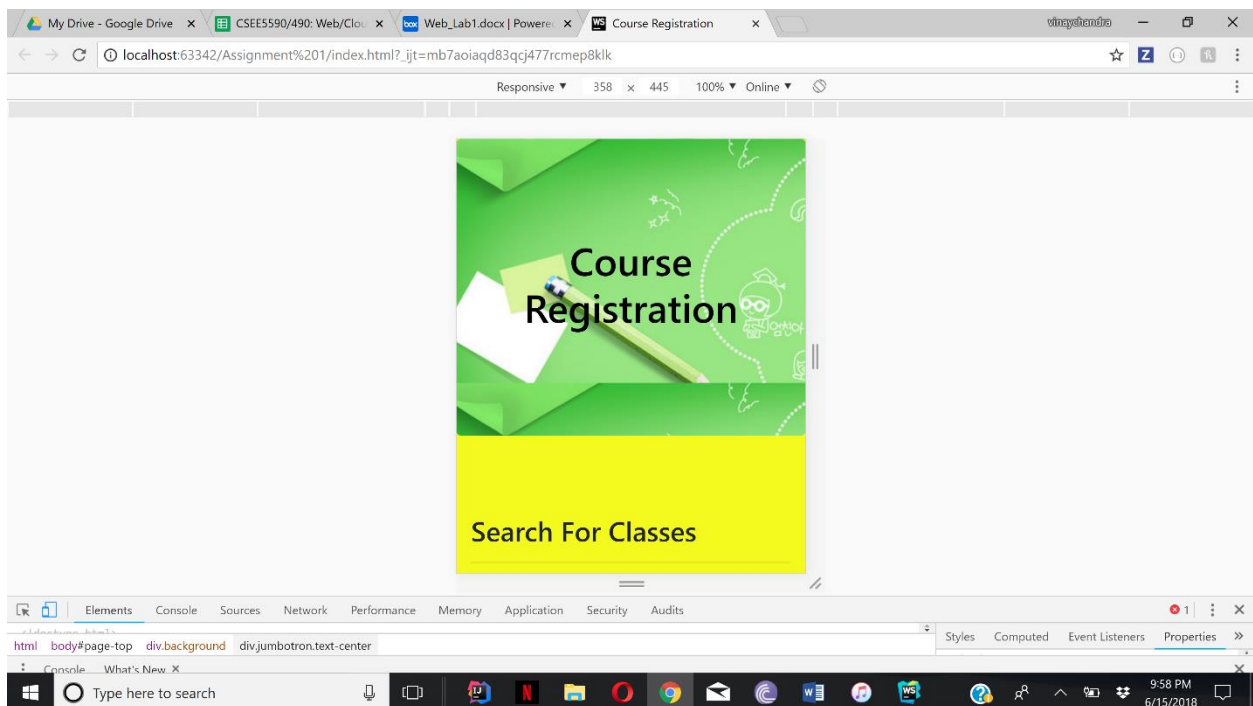 My Drive - Google Drive
CSEE5590/490: Web/Clou
Web_Lab1.docx | Powered
Course Registration
vinaychandra
localhost:63342/Assignment%201/index.html?_ijt=mb7aoiaqd83qcj477rcmep8klk
Responsive 358 x 445 100% Online
Course
Registration
Search For Classes
Elements Console Sources Network Performance Memory Application Security Audits 1
Styles Computed Event Listeners Properties
html body#page-top div.background div.jumbotron.text-center
Console What's New
Type here to search
9:58 PM
6/15/2018